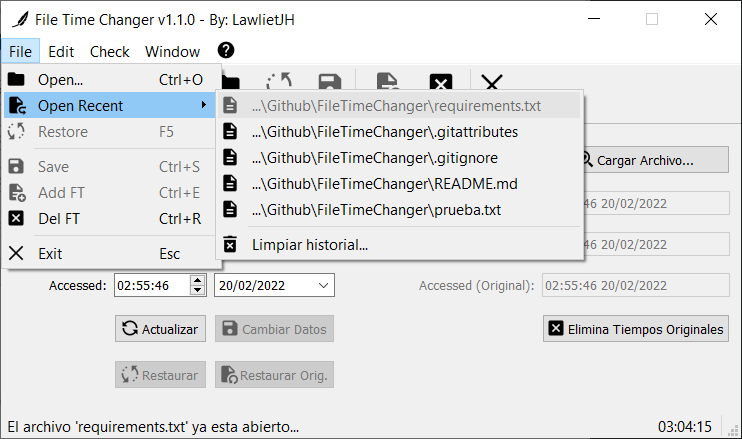 File Time Changer v1.1.0 - By: LawlietJH
File Edit Check Window ?
Open... Ctrl+O
Open Recent
Restore F5
Save Ctrl+S
Add FT Ctrl+E
Del FT Ctrl+R
Exit Esc
...\Github\FileTimeChanger\requirements.txt
...\Github\FileTimeChanger\.gitattributes
...\Github\FileTimeChanger\.gitignore
...\Github\FileTimeChanger\README.md
...\Github\FileTimeChanger\prueba.txt
Limpiar historial...
Cargar Archivo...
:46 20/02/2022
:46 20/02/2022
Accessed: 02:55:46 20/02/2022 Accessed (Original): 02:55:46 20/02/2022
Actualizar Cambiar Datos Elimina Tiempos Originales
Restaurar Restaurar Orig.
El archivo 'requirements.txt' ya esta abierto... 03:04:15